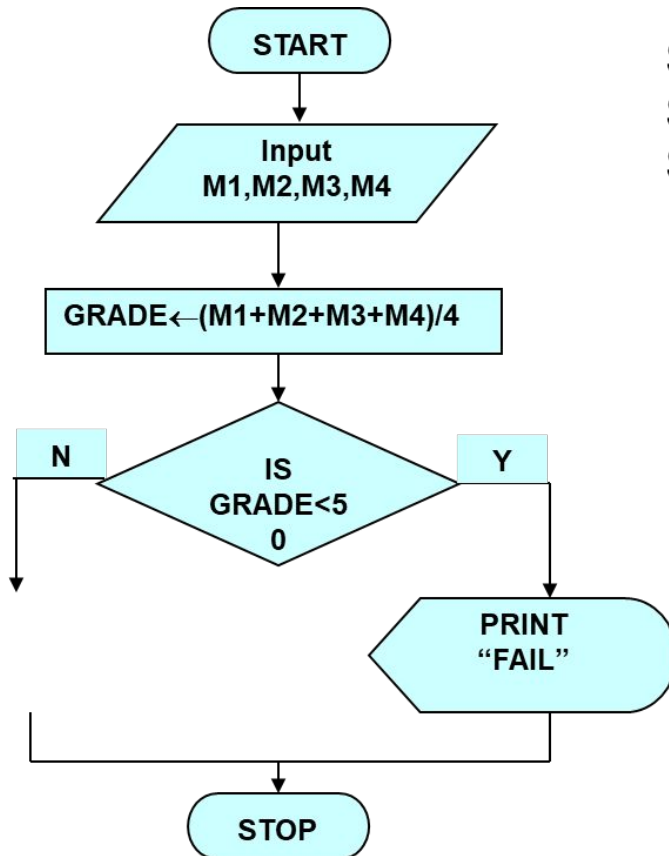 START
Input
M1,M2,M3,M4
GRADE←(M1+M2+M3+M4)/4
N
IS
GRADE<5
0
Y
PRINT
“FAIL”
STOP